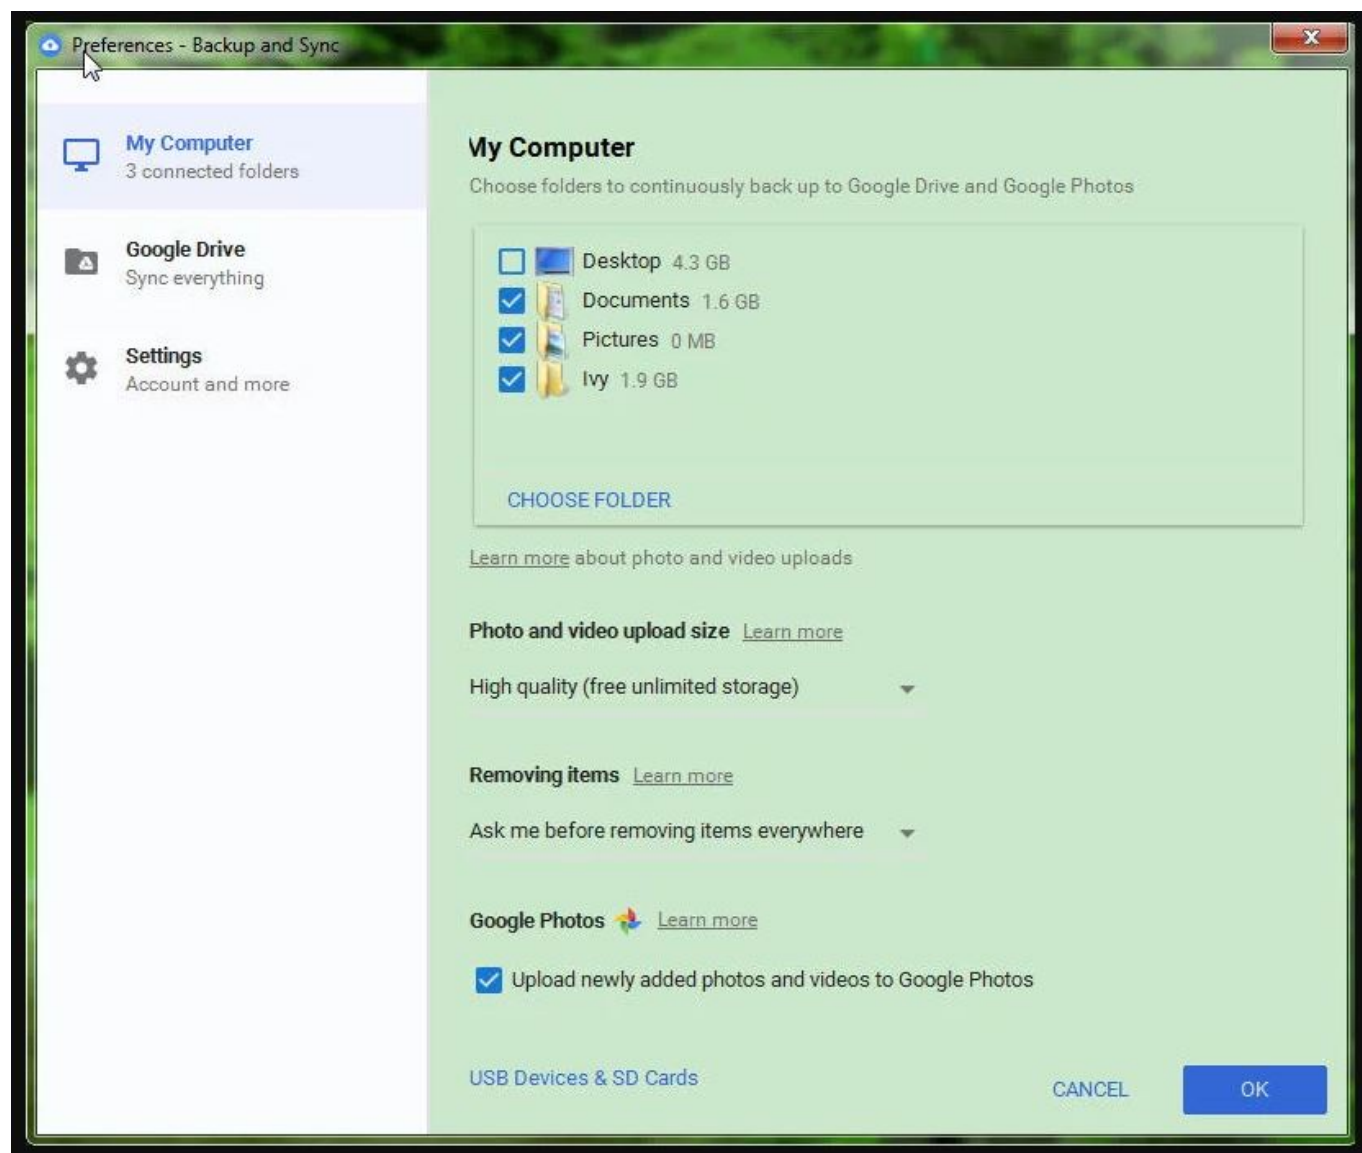 Preferences - Backup and Sync
My Computer
3 connected folders
Google Drive
Sync everything
Settings
Account and more
My Computer
Choose folders to continuously back up to Google Drive and Google Photos
Desktop 4.3 GB
Documents 1.6 GB
Pictures 0 MB
Ivy 1.9 GB
CHOOSE FOLDER
Learn more about photo and video uploads
Photo and video upload size Learn more
High quality (free unlimited storage)
Removing items Learn more
Ask me before removing items everywhere
Google Photos Learn more
Upload newly added photos and videos to Google Photos
USB Devices & SD Cards
CANCEL OK